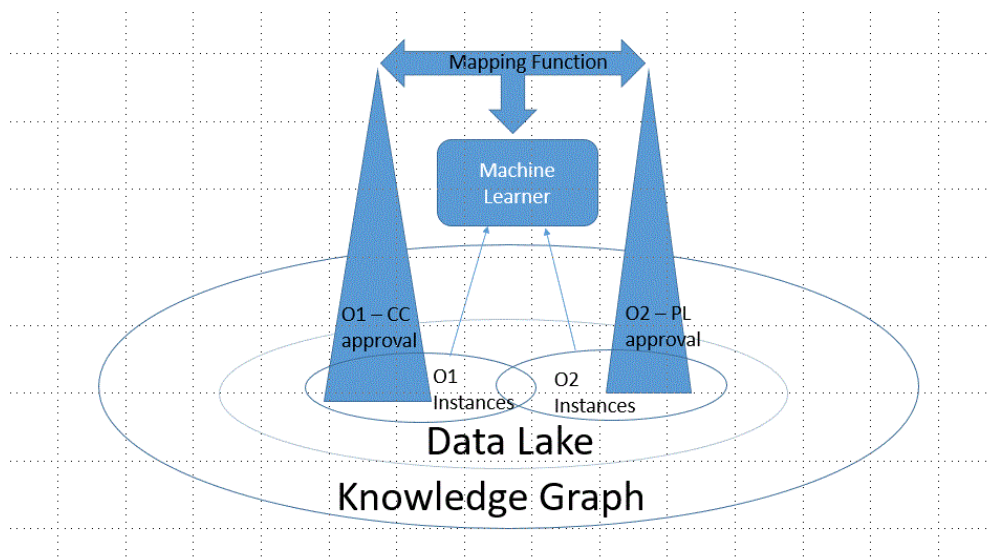 Mapping Function
Machine
Learner
O1 – CC
approval
O2 – PL
approval
O1
Instances
O2
Instances
Data Lake
Knowledge Graph